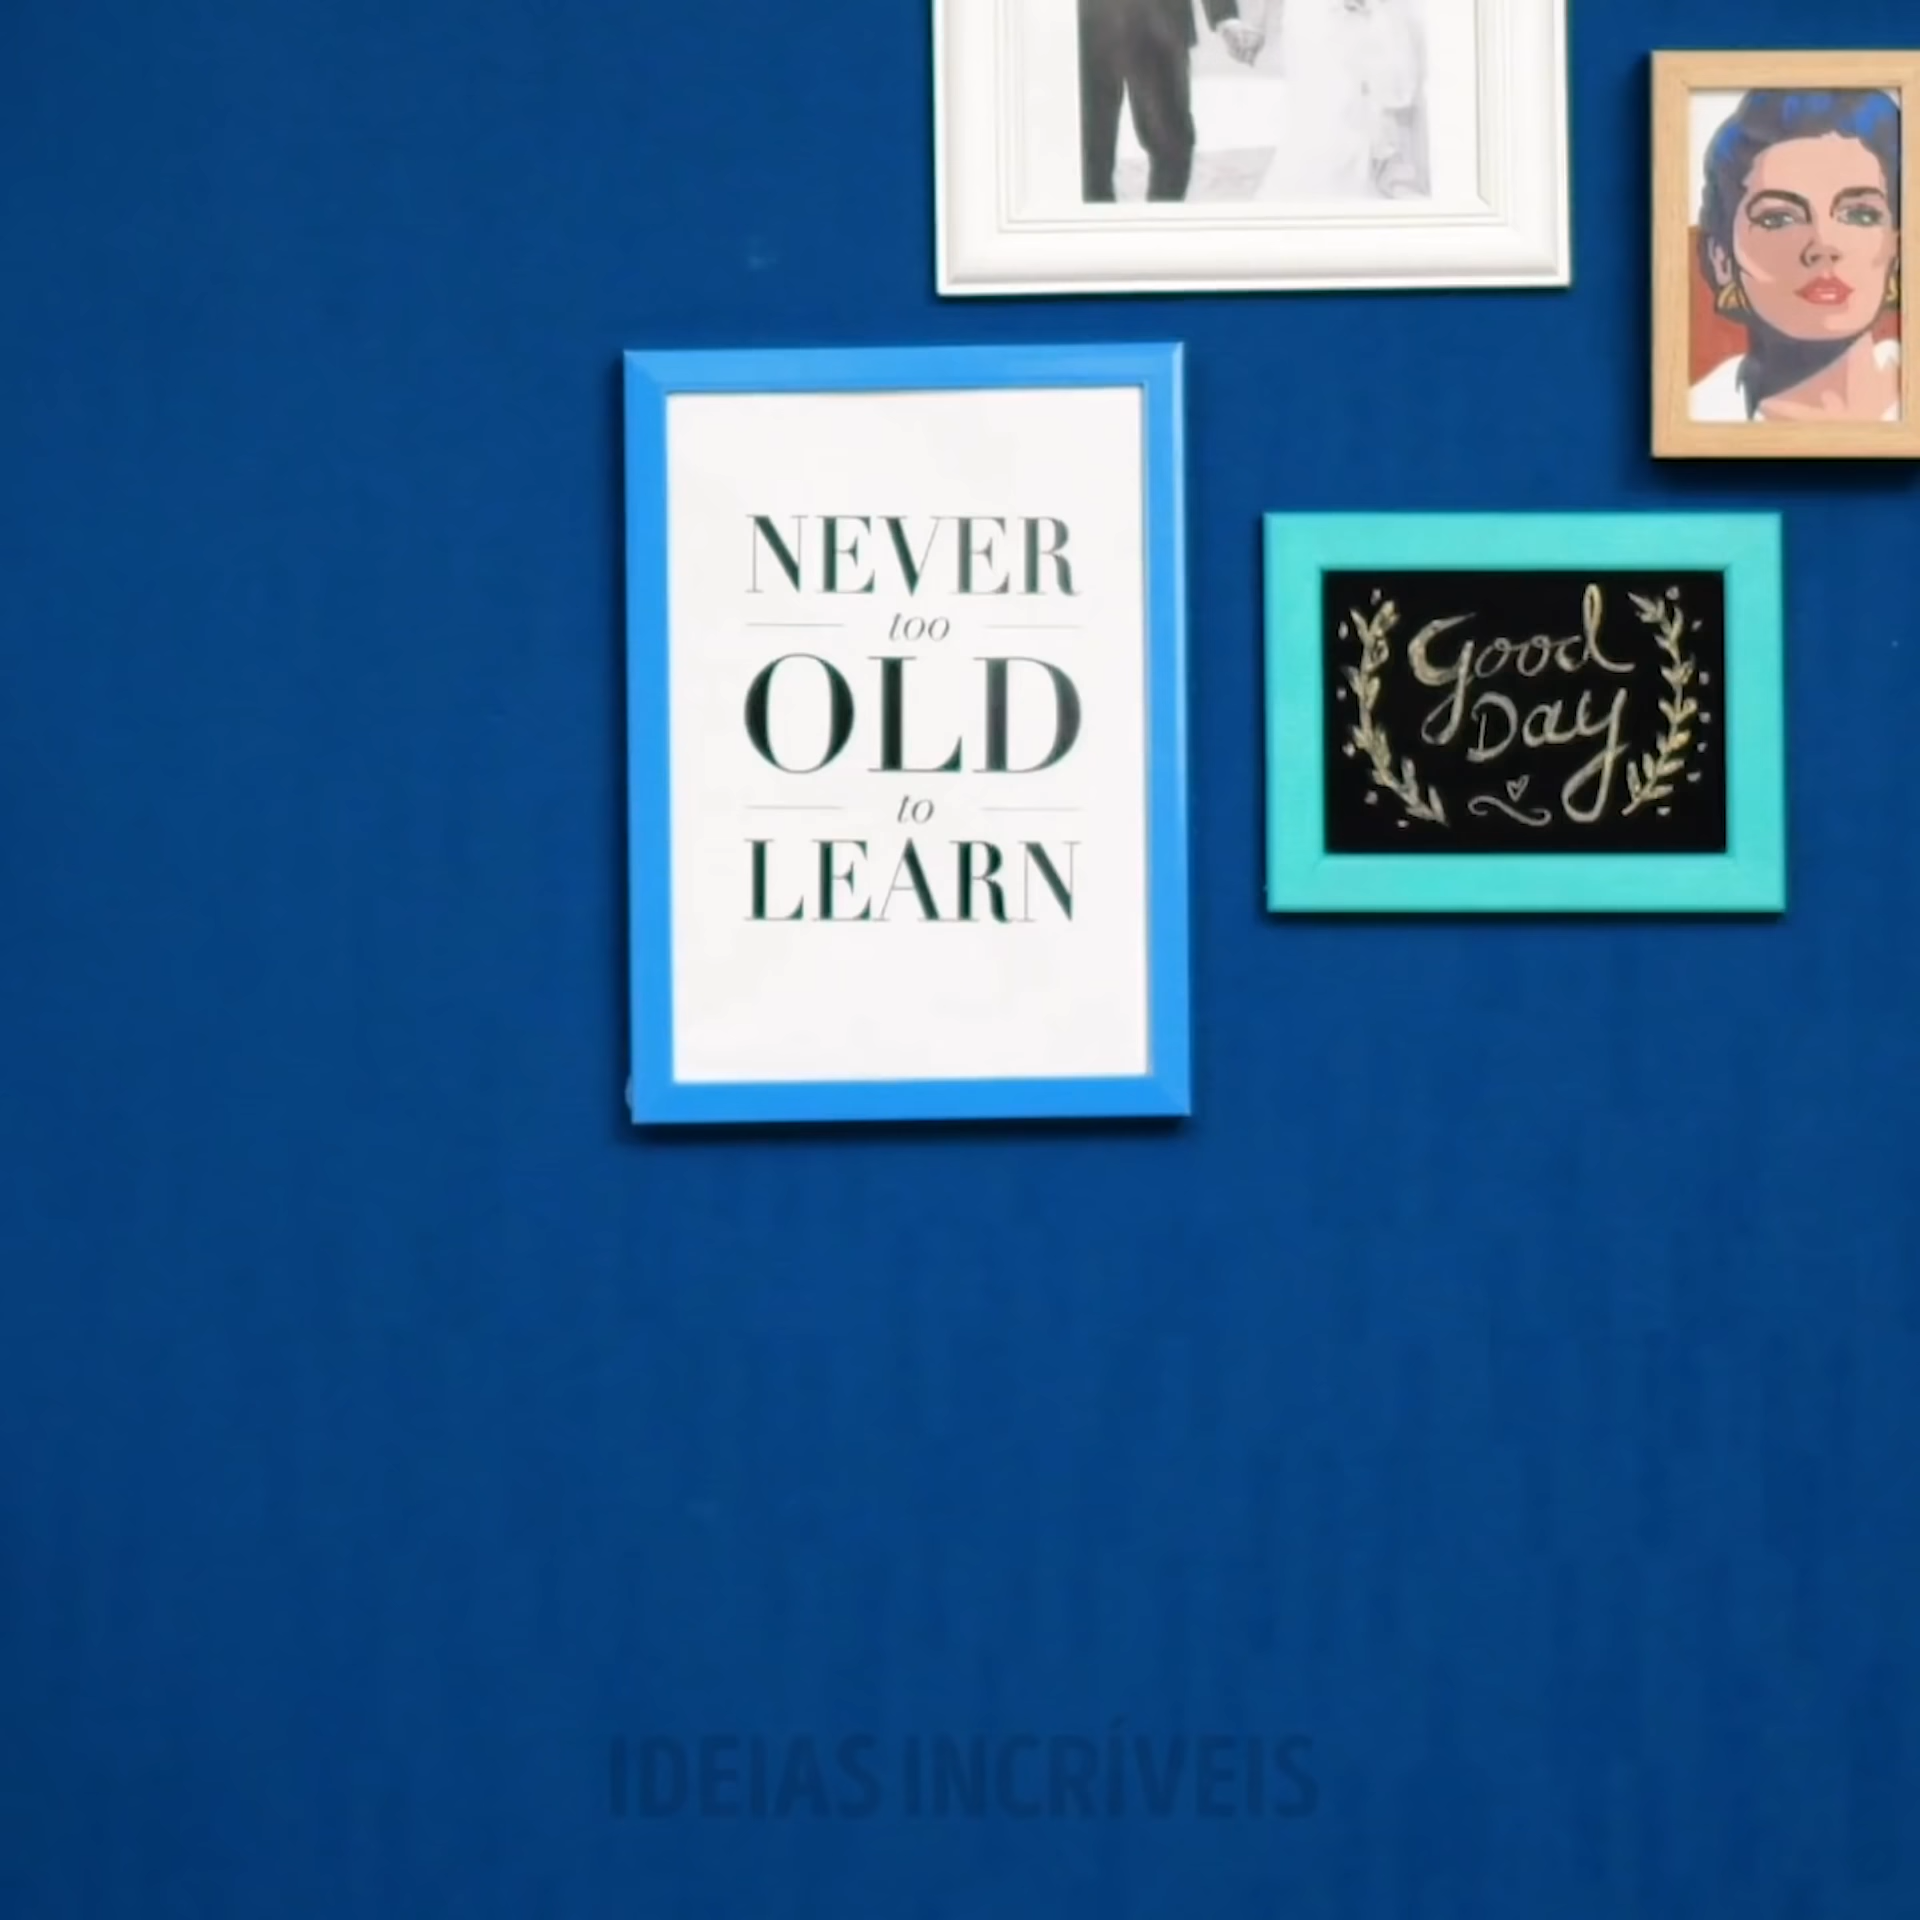 NEVER
too
OLD
to
LEARN
Good
Day
IDEIAS INCRÍVEIS